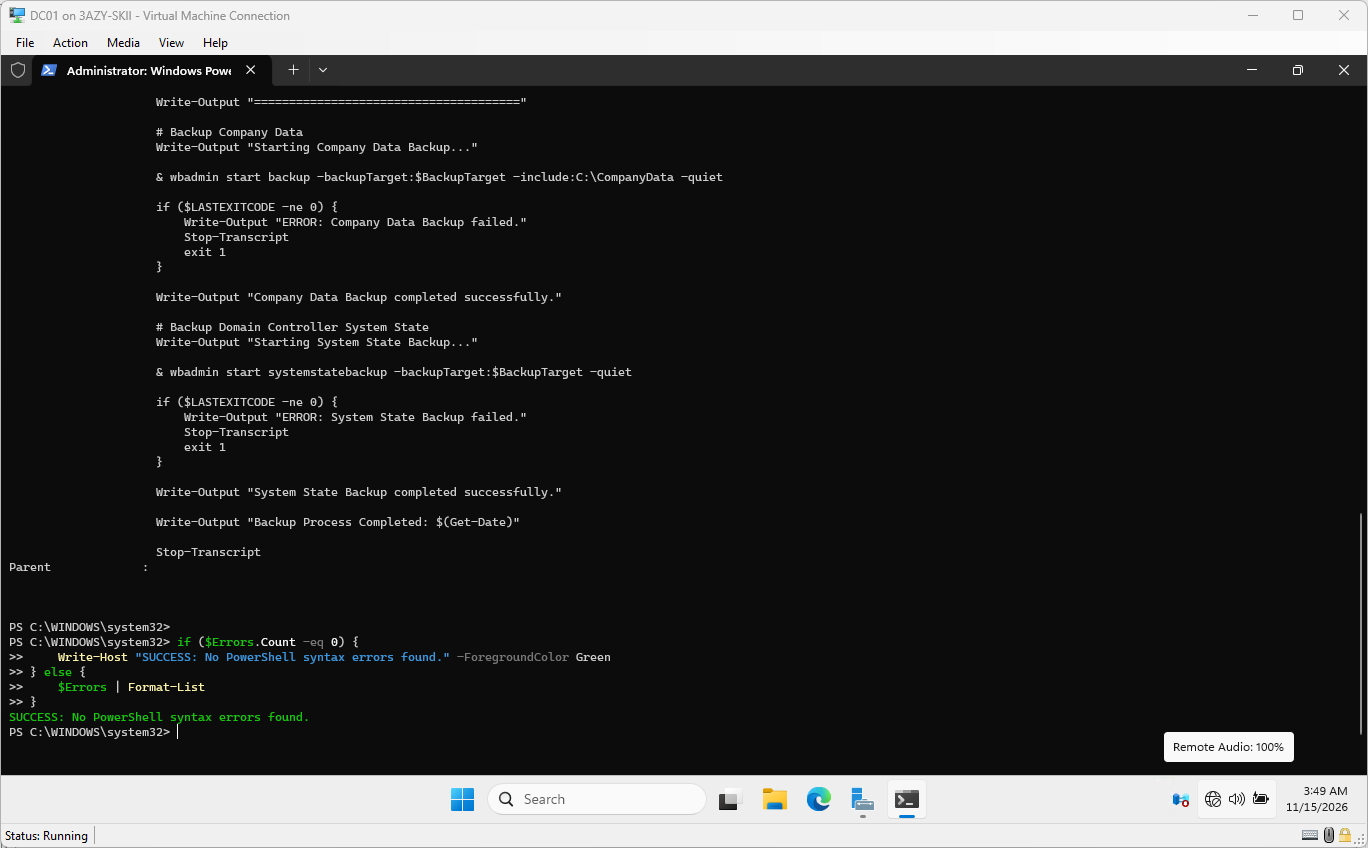 DC01 on 3AZY-SKII - Virtual Machine Connection
File Action Media View Help
Administrator: Windows Powe
Write-Output "======================================"
# Backup Company Data
Write-Output "Starting Company Data Backup..."
& wbadmin start backup -backupTarget:$BackupTarget -include:C:\CompanyData -quiet
if ($LASTEXITCODE -ne 0) {
    Write-Output "ERROR: Company Data Backup failed."
    Stop-Transcript
    exit 1
}
Write-Output "Company Data Backup completed successfully."
# Backup Domain Controller System State
Write-Output "Starting System State Backup..."
& wbadmin start systemstatebackup -backupTarget:$BackupTarget -quiet
if ($LASTEXITCODE -ne 0) {
    Write-Output "ERROR: System State Backup failed."
    Stop-Transcript
    exit 1
}
Write-Output "System State Backup completed successfully."
Write-Output "Backup Process Completed: $(Get-Date)"
Stop-Transcript
Parent             :
PS C:\WINDOWS\system32>
PS C:\WINDOWS\system32> if ($Errors.Count -eq 0) {
>>     Write-Host "SUCCESS: No PowerShell syntax errors found." -ForegroundColor Green
>> } else {
>>     $Errors | Format-List
>> }
SUCCESS: No PowerShell syntax errors found.
PS C:\WINDOWS\system32>
Remote Audio: 100%
Search
3:49 AM
11/15/2026
Status: Running